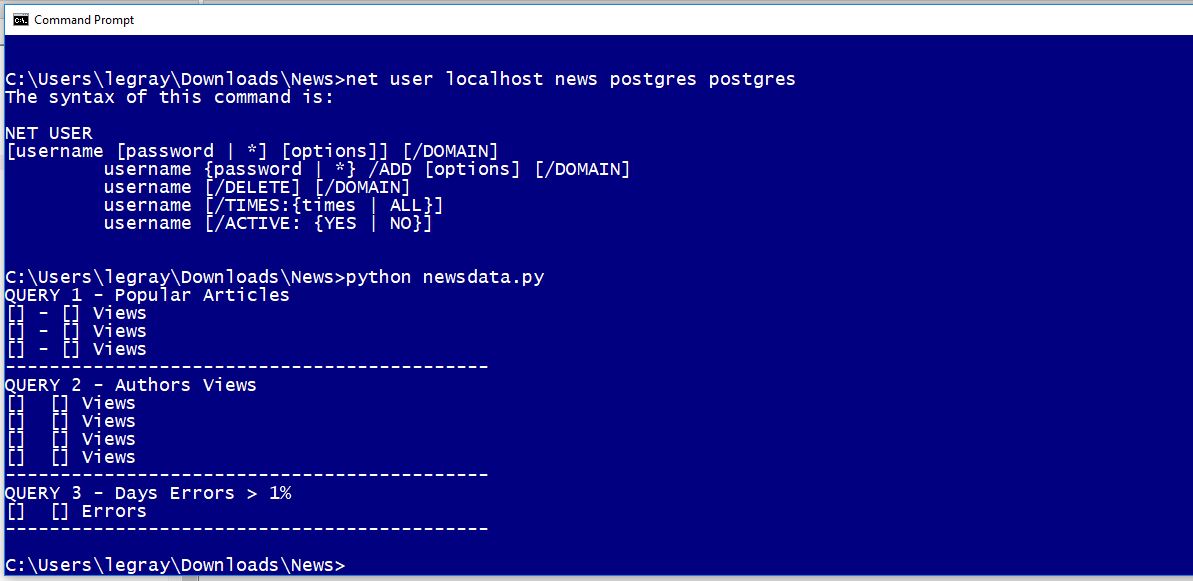 Command Prompt
C:\Users\legray\Downloads\News>net user localhost news postgres postgres
The syntax of this command is:
NET USER
[username [password | *] [options]] [/DOMAIN]
username {password | *} /ADD [options] [/DOMAIN]
username [/DELETE] [/DOMAIN]
username [/TIMES:{times | ALL}]
username [/ACTIVE: {YES | NO}]
C:\Users\legray\Downloads\News>python newsdata.py
QUERY 1 - Popular Articles
[] - [] Views
[] - [] Views
[] - [] Views
--------------------------------------------
QUERY 2 - Authors Views
[]  [] Views
[]  [] Views
[]  [] Views
[]  [] Views
--------------------------------------------
QUERY 3 - Days Errors > 1%
[]  [] Errors
--------------------------------------------
C:\Users\legray\Downloads\News>